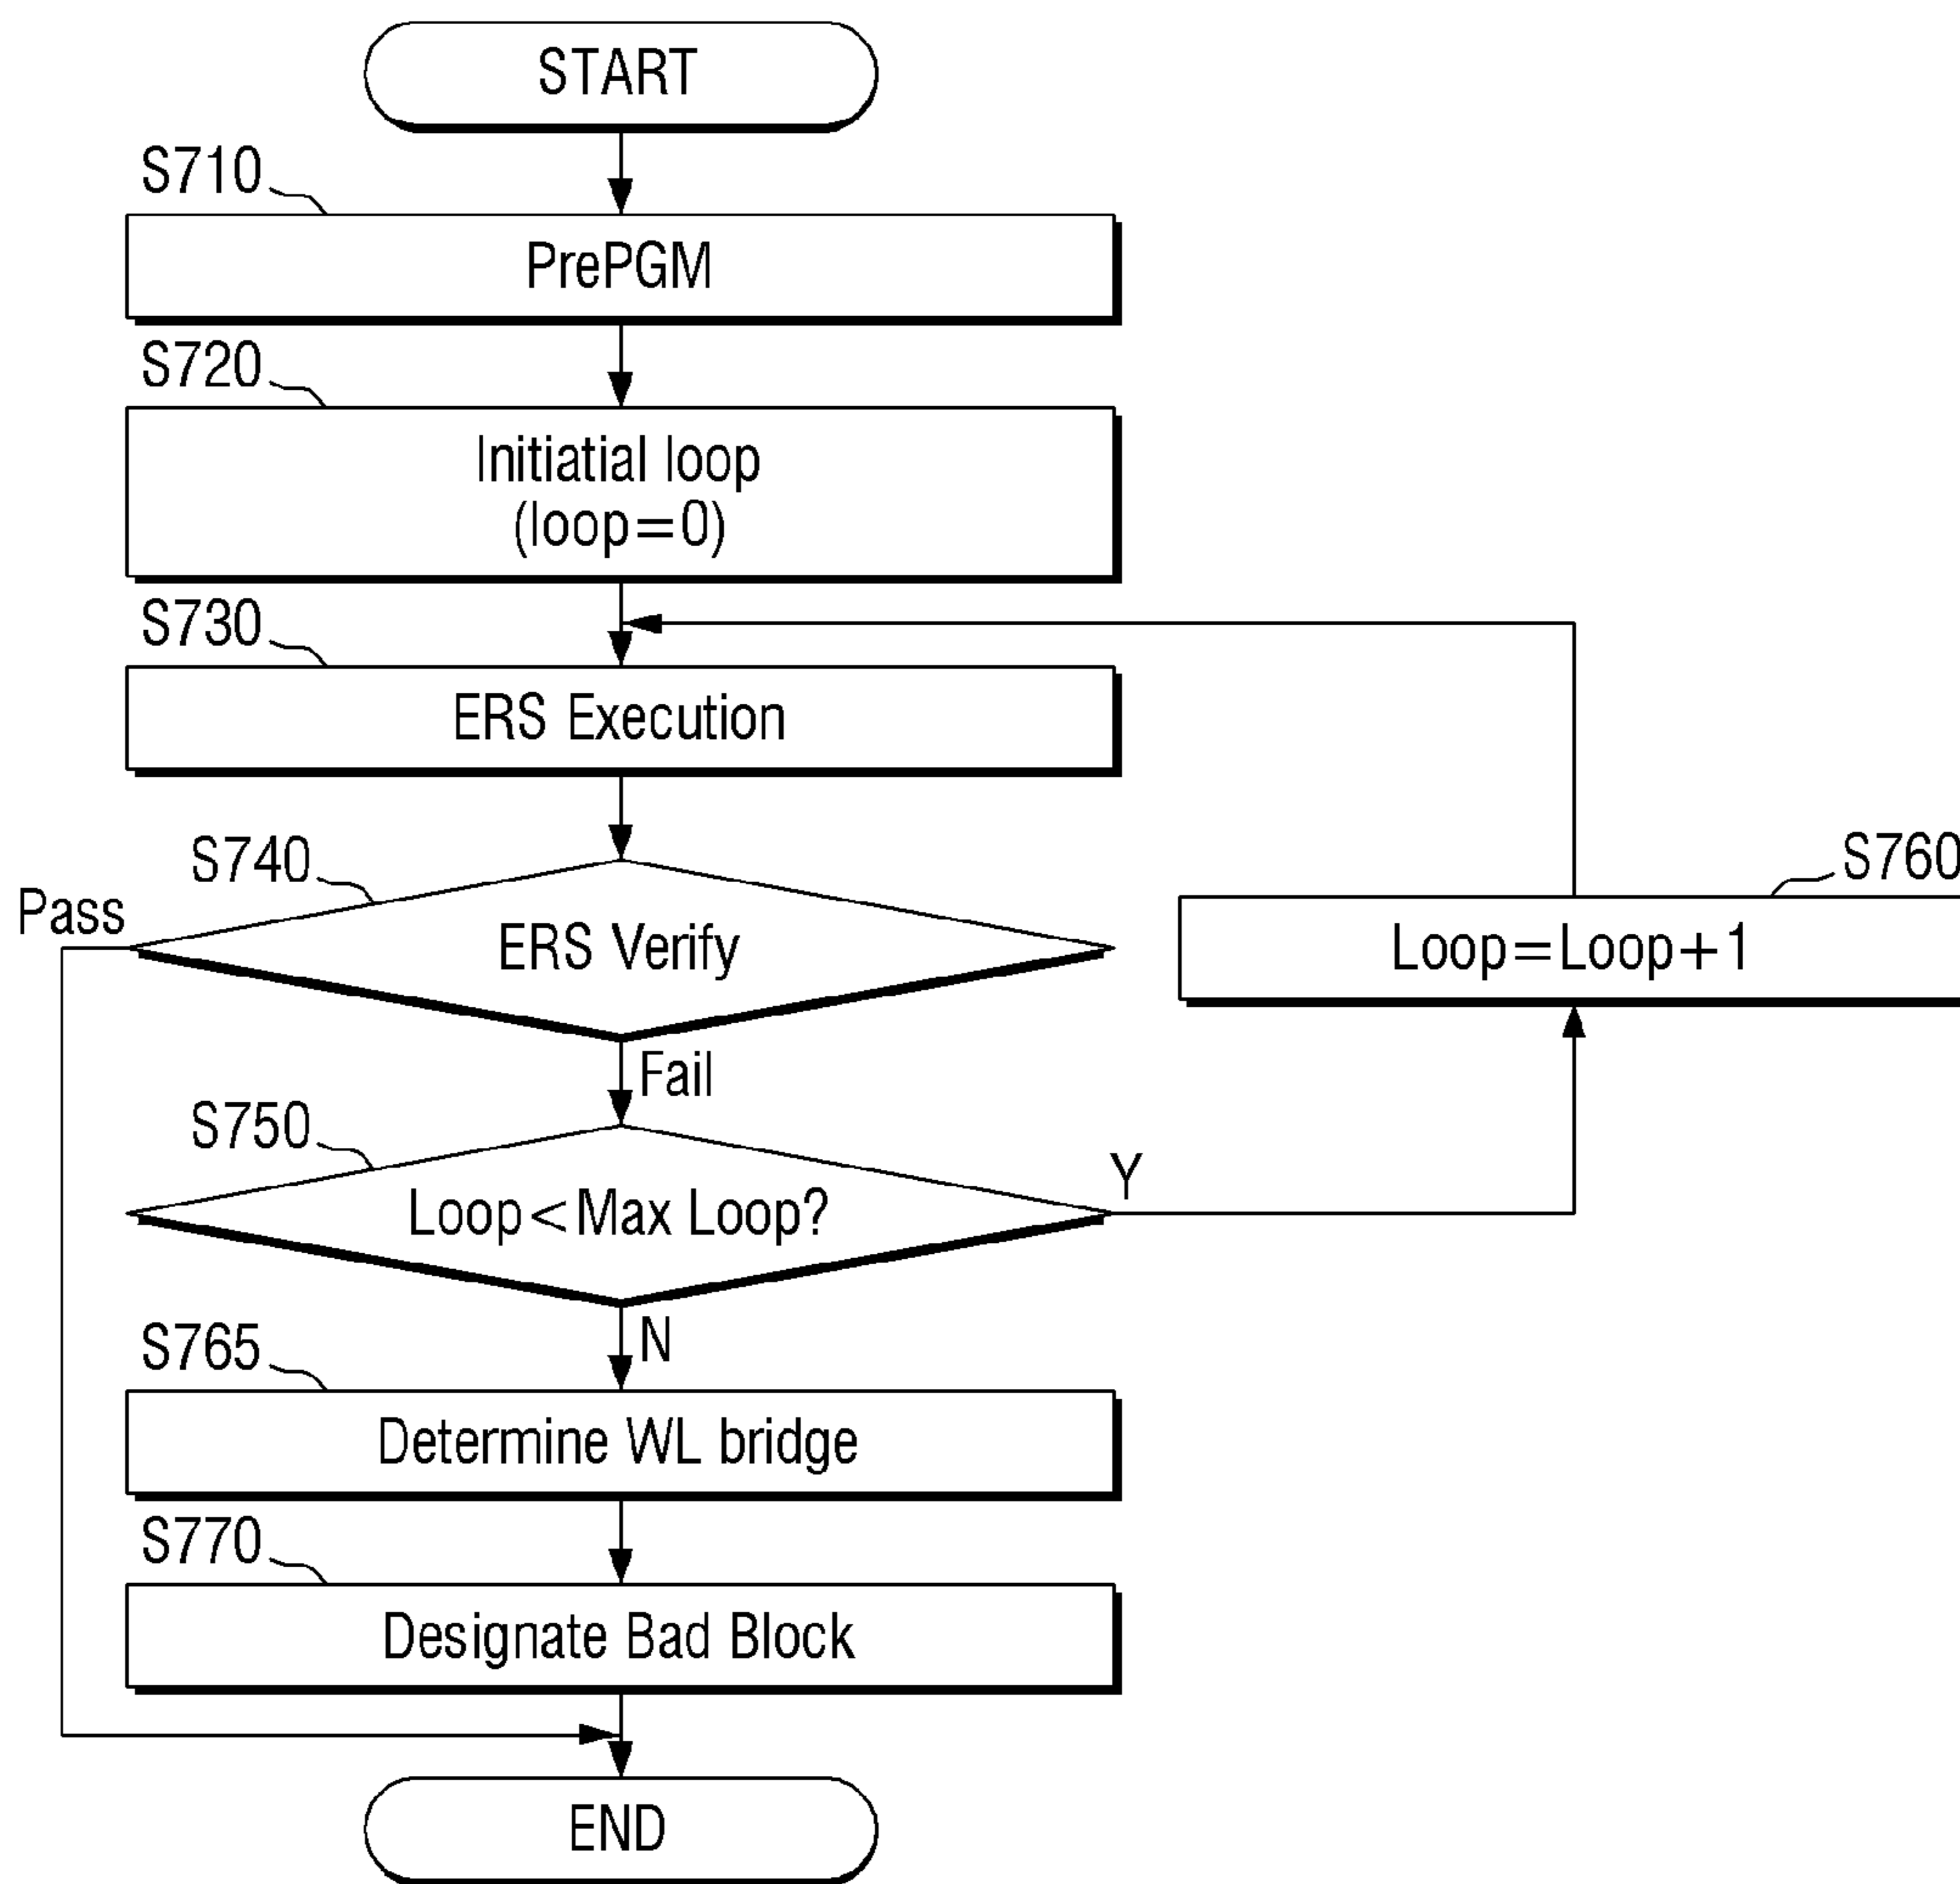 START
S710
PrePGM
S720
Initiatial loop
(loop=0)
S730
ERS Execution
S740
Pass
ERS Verify
S760
Loop=Loop+1
Fail
S750
Loop<Max Loop?
Y
N
S765
Determine WL bridge
S770
Designate Bad Block
END